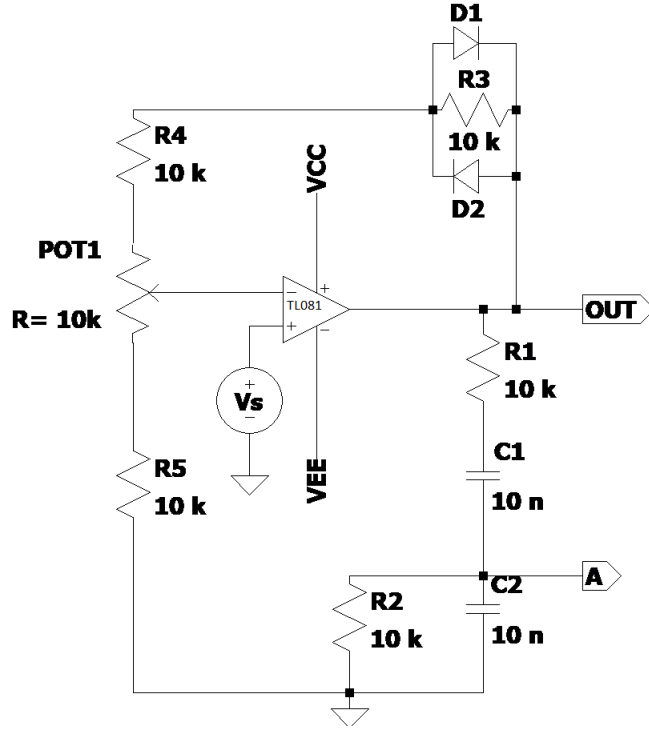 D1
R3
10 k
D2
R4
10 k
VCC
POT1
R= 10k
−
+
TL081
+
−
OUT
R1
10 k
+
Vs
−
VEE
C1
10 n
R5
10 k
A
C2
10 n
R2
10 k